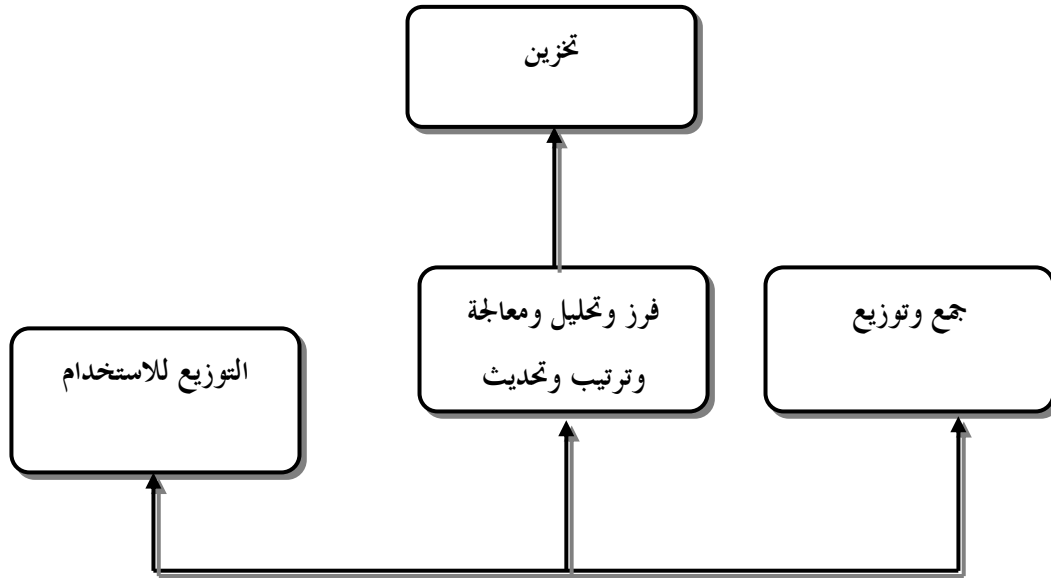 تخزين
جمع وتوزيع
فرز وتحليل ومعالجة
وترتيب وتحديث
التوزيع للاستخدام